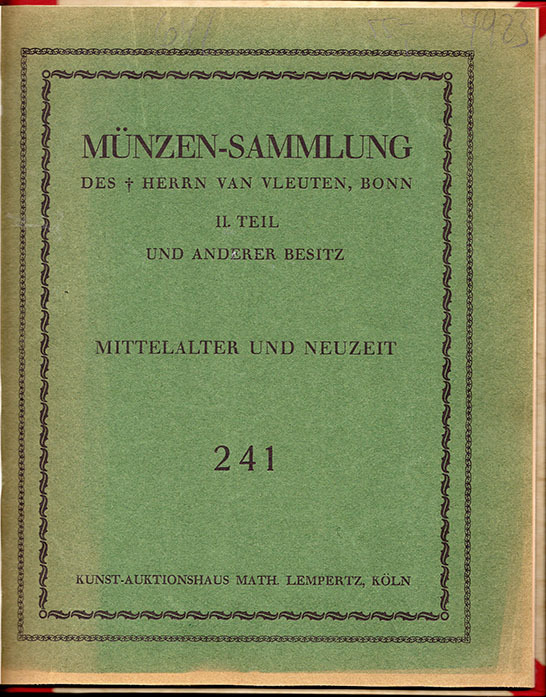 MÜNZEN-SAMMLUNG
DES † HERRN VAN VLEUTEN, BONN
II. TEIL
UND ANDERER BESITZ
MITTELALTER UND NEUZEIT
241
KUNST-AUKTIONSHAUS MATH. LEMPERTZ, KÖLN